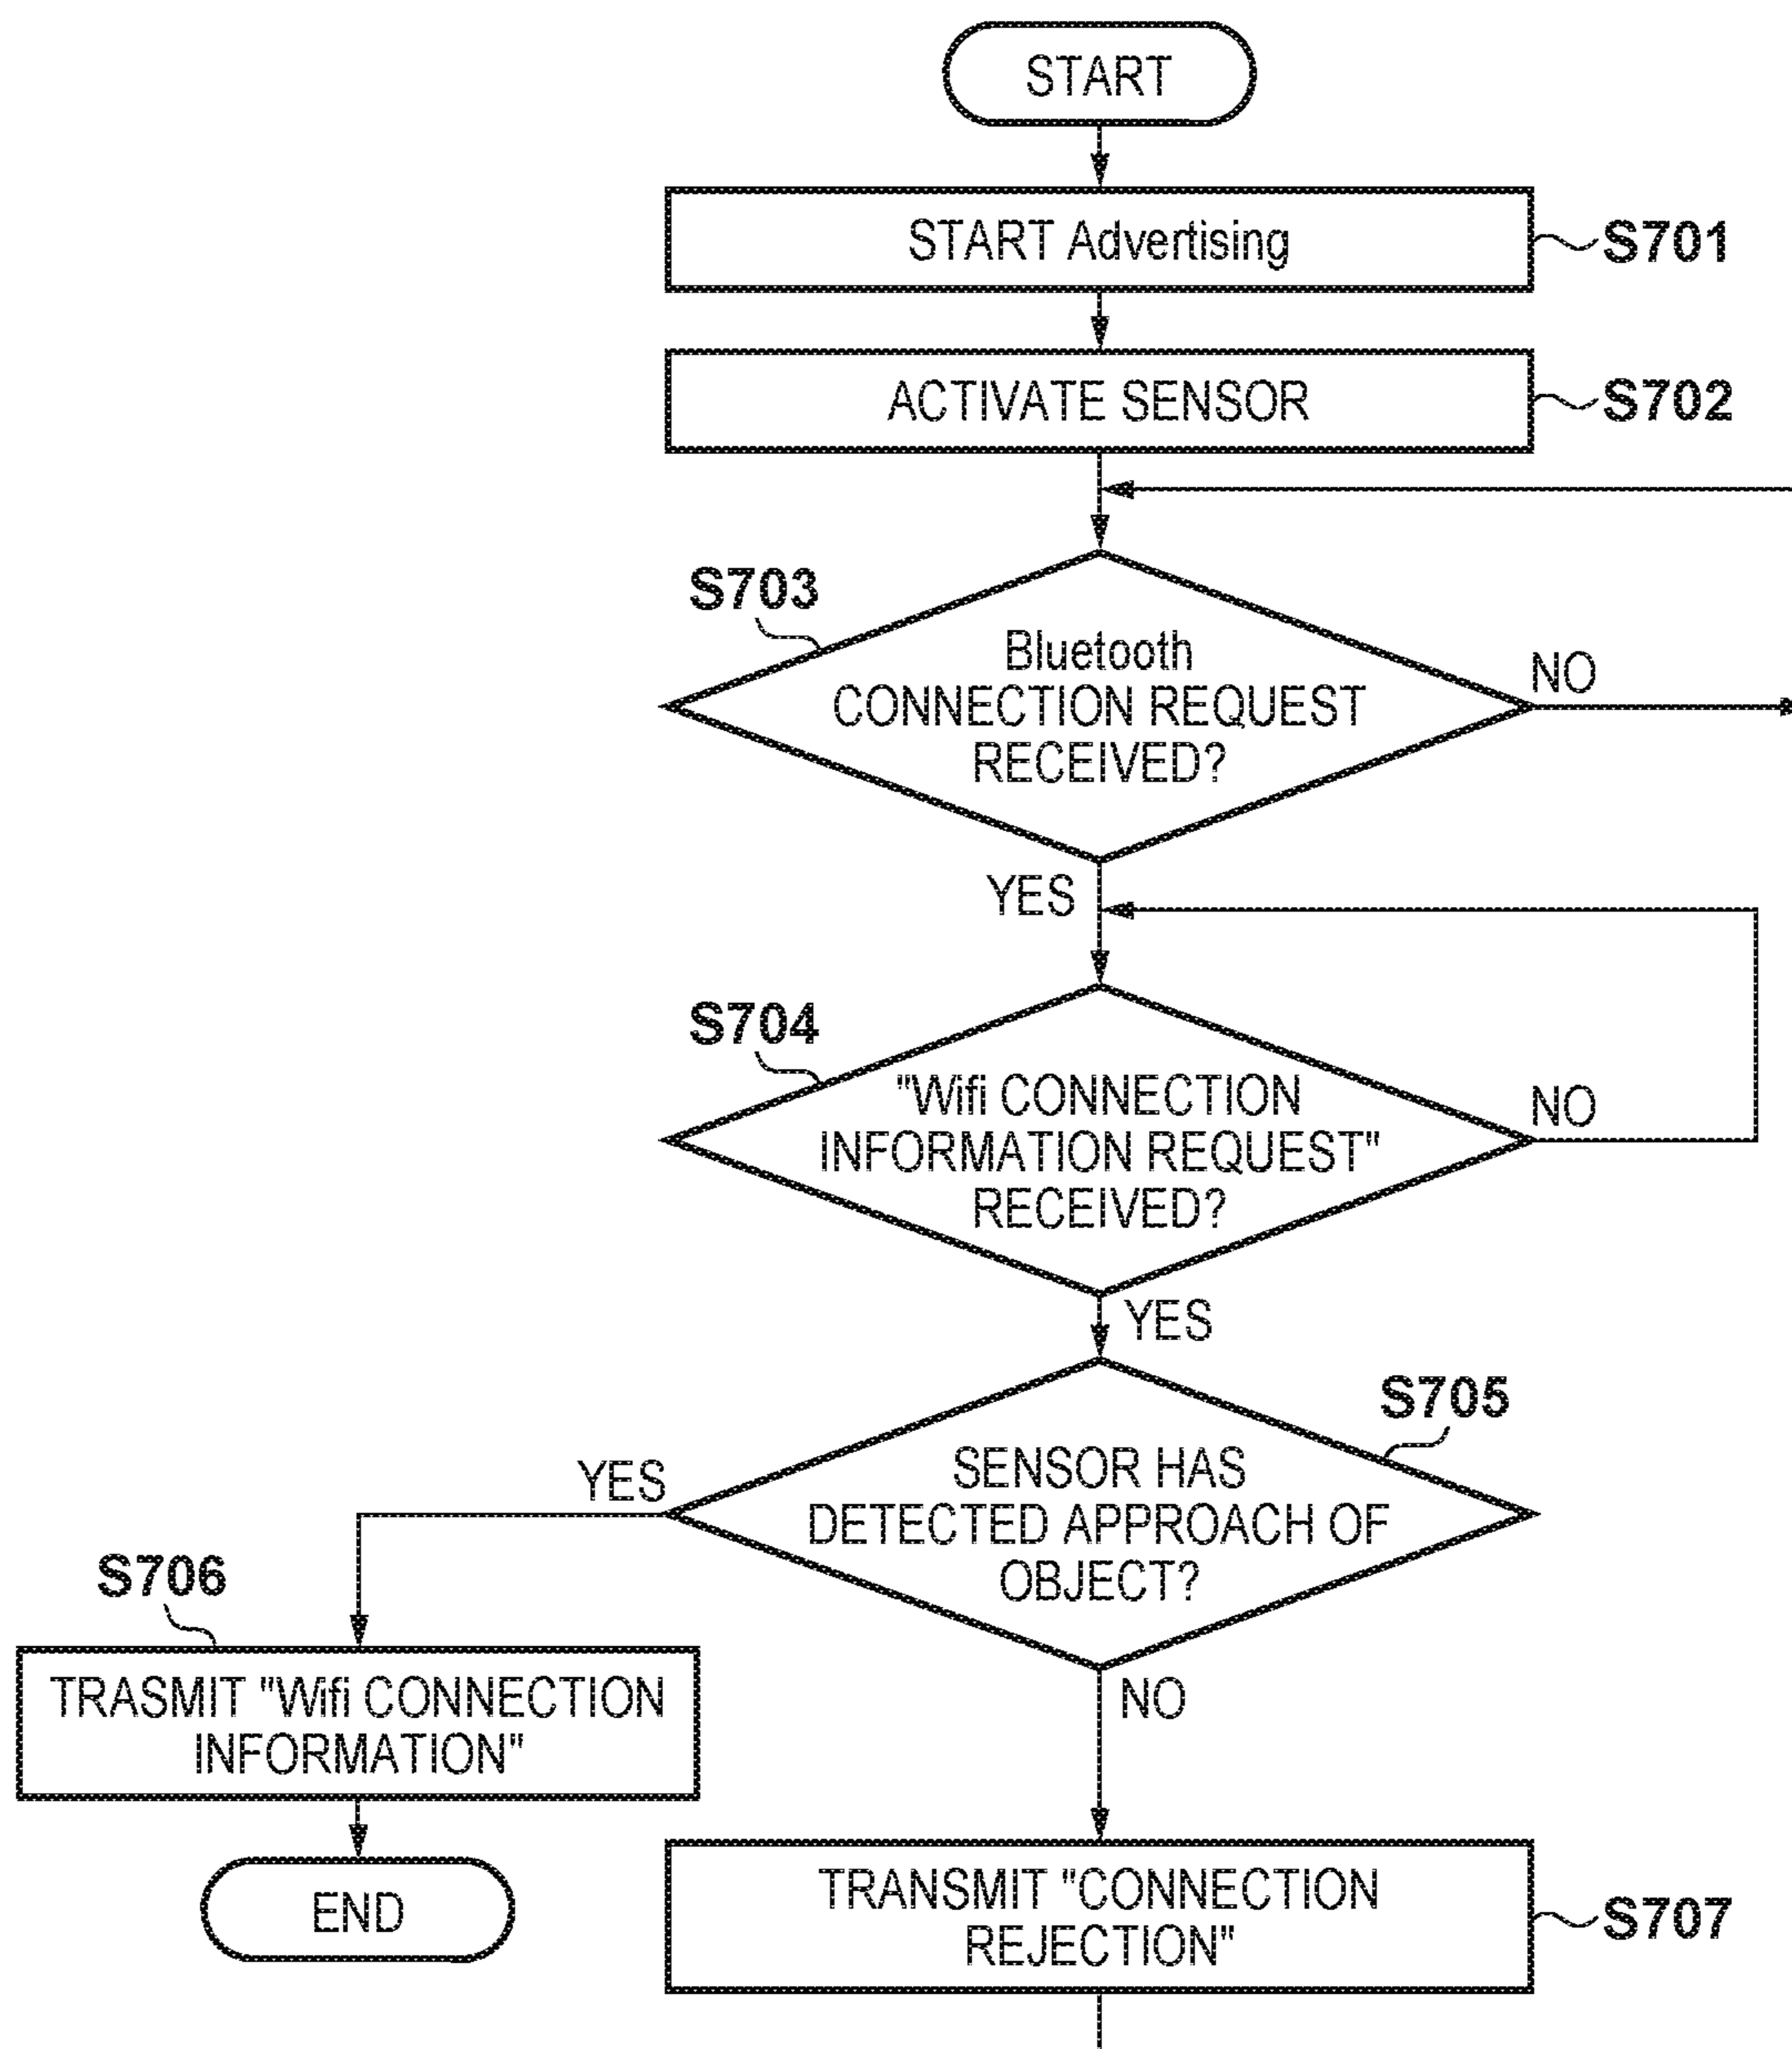 START
START Advertising
S701
ACTIVATE SENSOR
S702
S703
Bluetooth
CONNECTION REQUEST
RECEIVED?
NO
YES
S704
"Wifi CONNECTION
INFORMATION REQUEST"
RECEIVED?
NO
YES
S705
SENSOR HAS
DETECTED APPROACH OF
OBJECT?
YES
S706
TRASMIT "Wifi CONNECTION
INFORMATION"
NO
END
TRANSMIT "CONNECTION
REJECTION"
S707